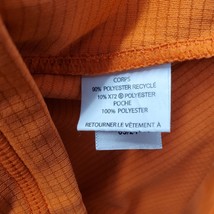 CORPS
90% POLYESTER RECYCLÉ
10% X72 ® POLYESTER
POCHE
100% POLYESTER
RETOURNER LE VÊTEMENT À